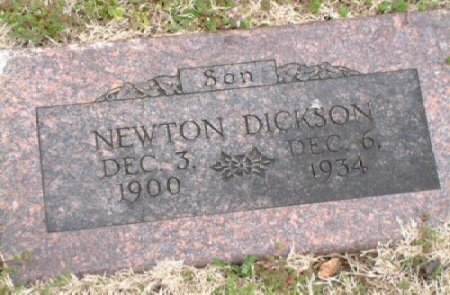 Son
NEWTON DICKSON
DEC. 3, DEC. 6,
1900 1934